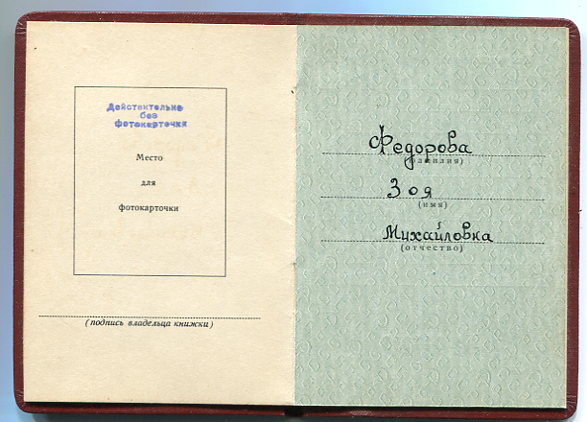 Действительно
без
фотокарточки
Место
для
фотокарточки
(подпись владельца книжки)
Федорова
(фамилия)
Зоя
(имя)
Михайловна
(отчество)